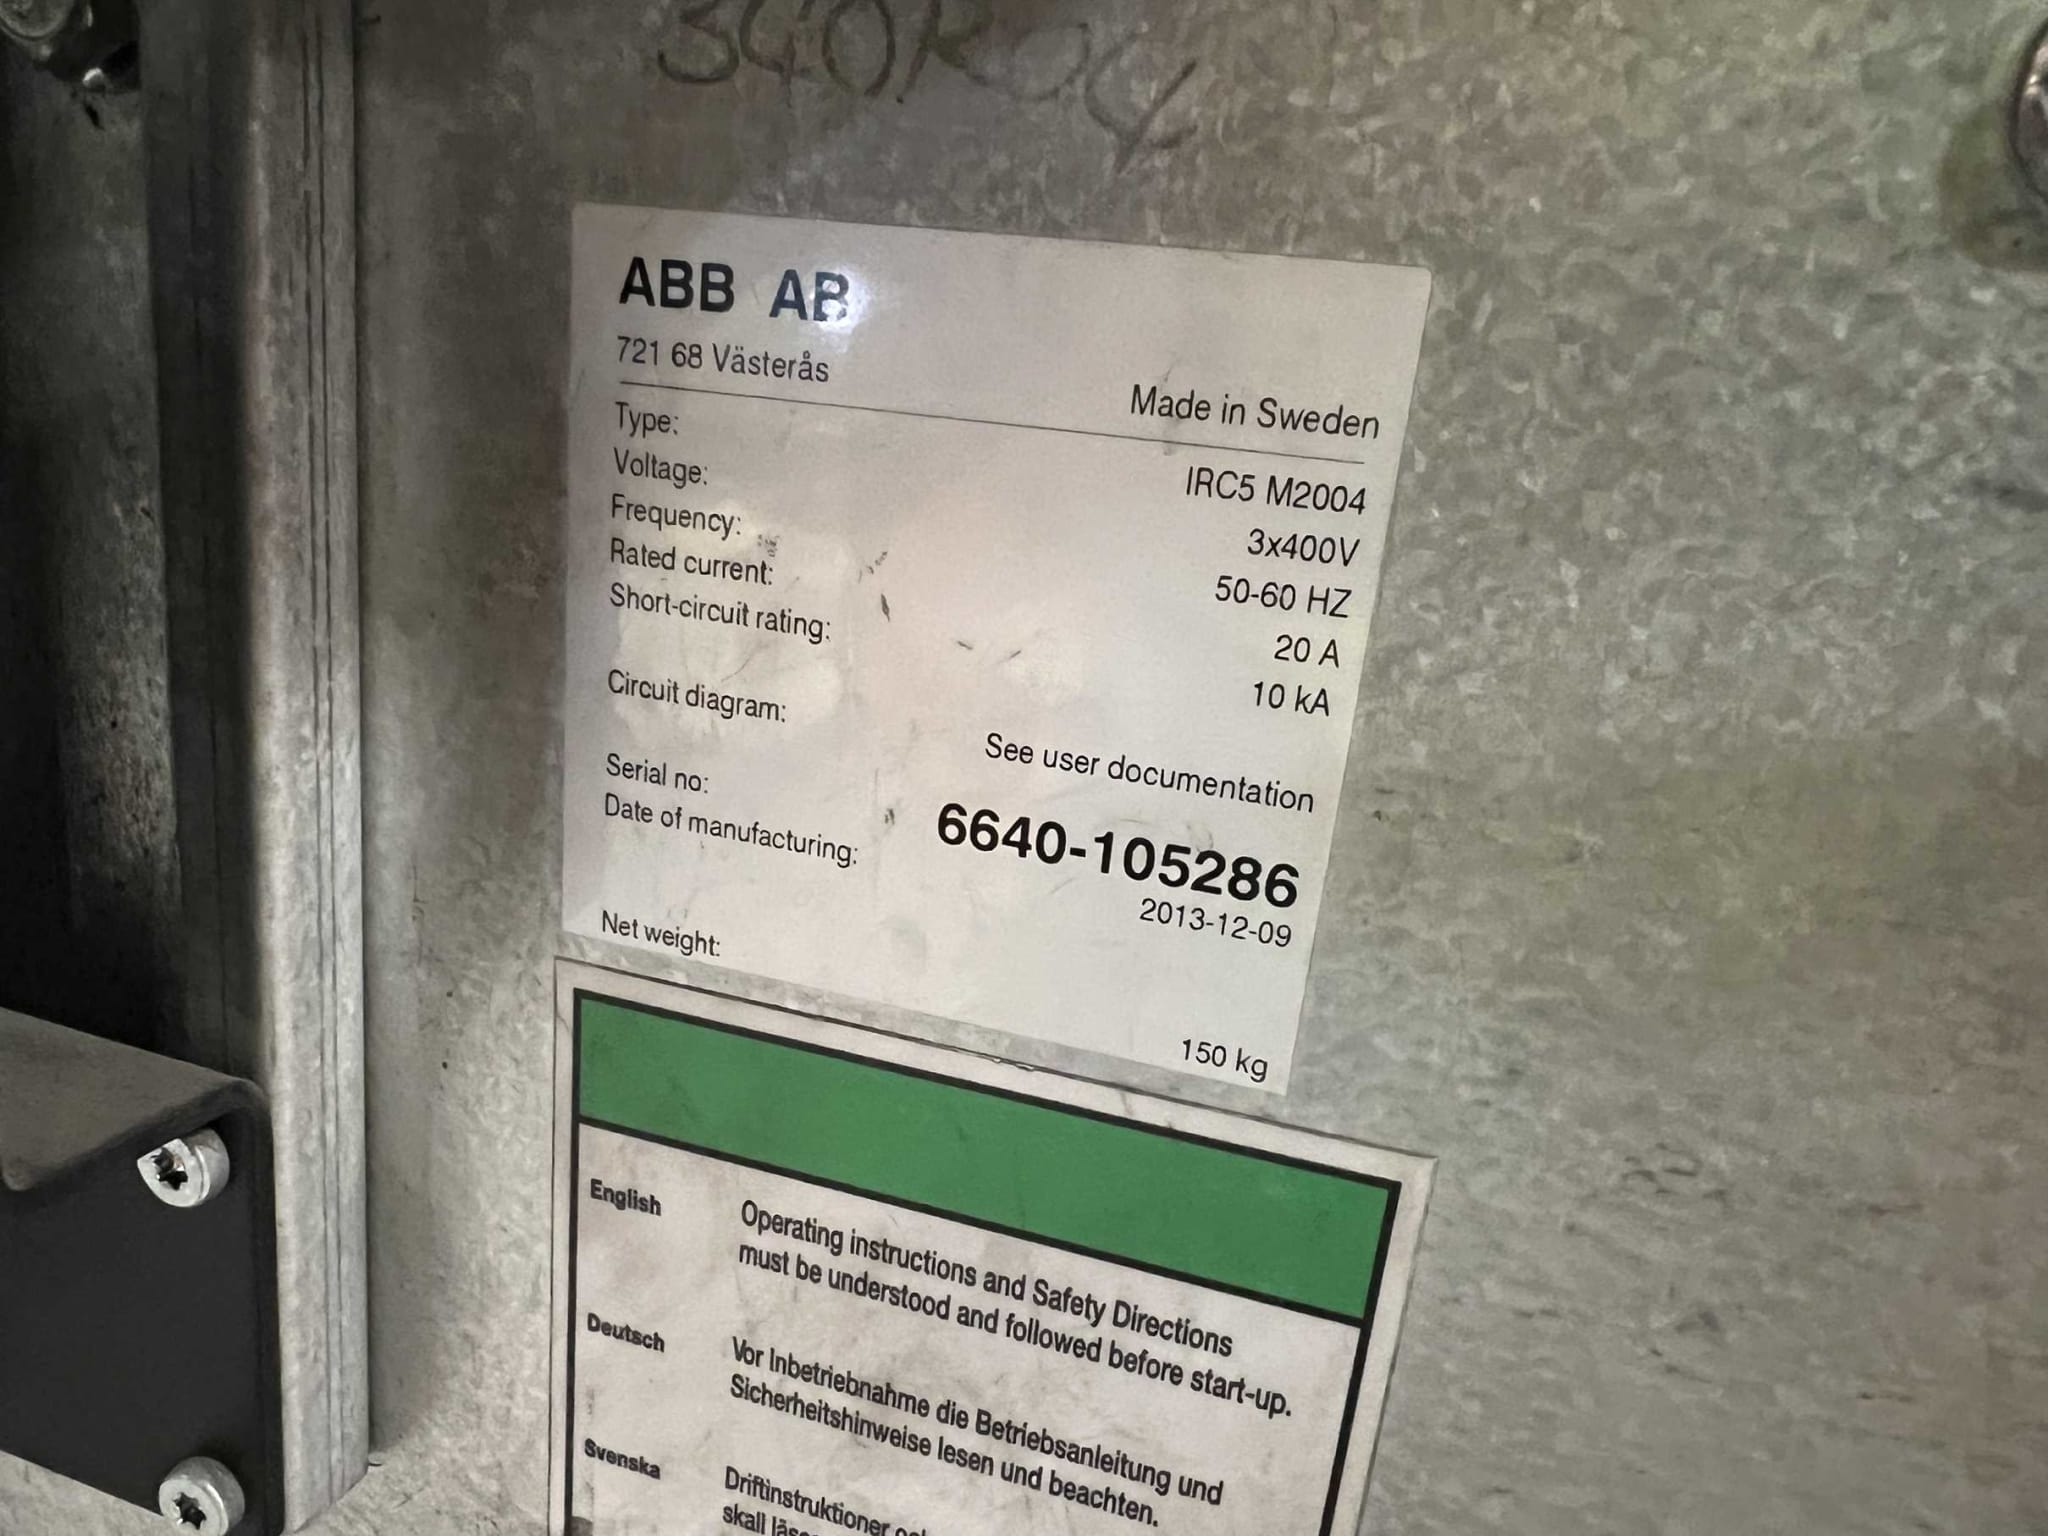 340R04
ABB AB
721 68 Västerås
Made in Sweden
Type: IRC5 M2004
Voltage: 3x400V
Frequency: 50-60 HZ
Rated current: 20 A
Short-circuit rating: 10 kA
Circuit diagram: See user documentation
Serial no: 6640-105286
Date of manufacturing: 2013-12-09
Net weight: 150 kg
English
Operating instructions and Safety Directions
must be understood and followed before start-up.
Deutsch
Vor Inbetriebnahme die Betriebsanleitung und
Sicherheitshinweise lesen und beachten.
Svenska
Driftinstruktioner
skall